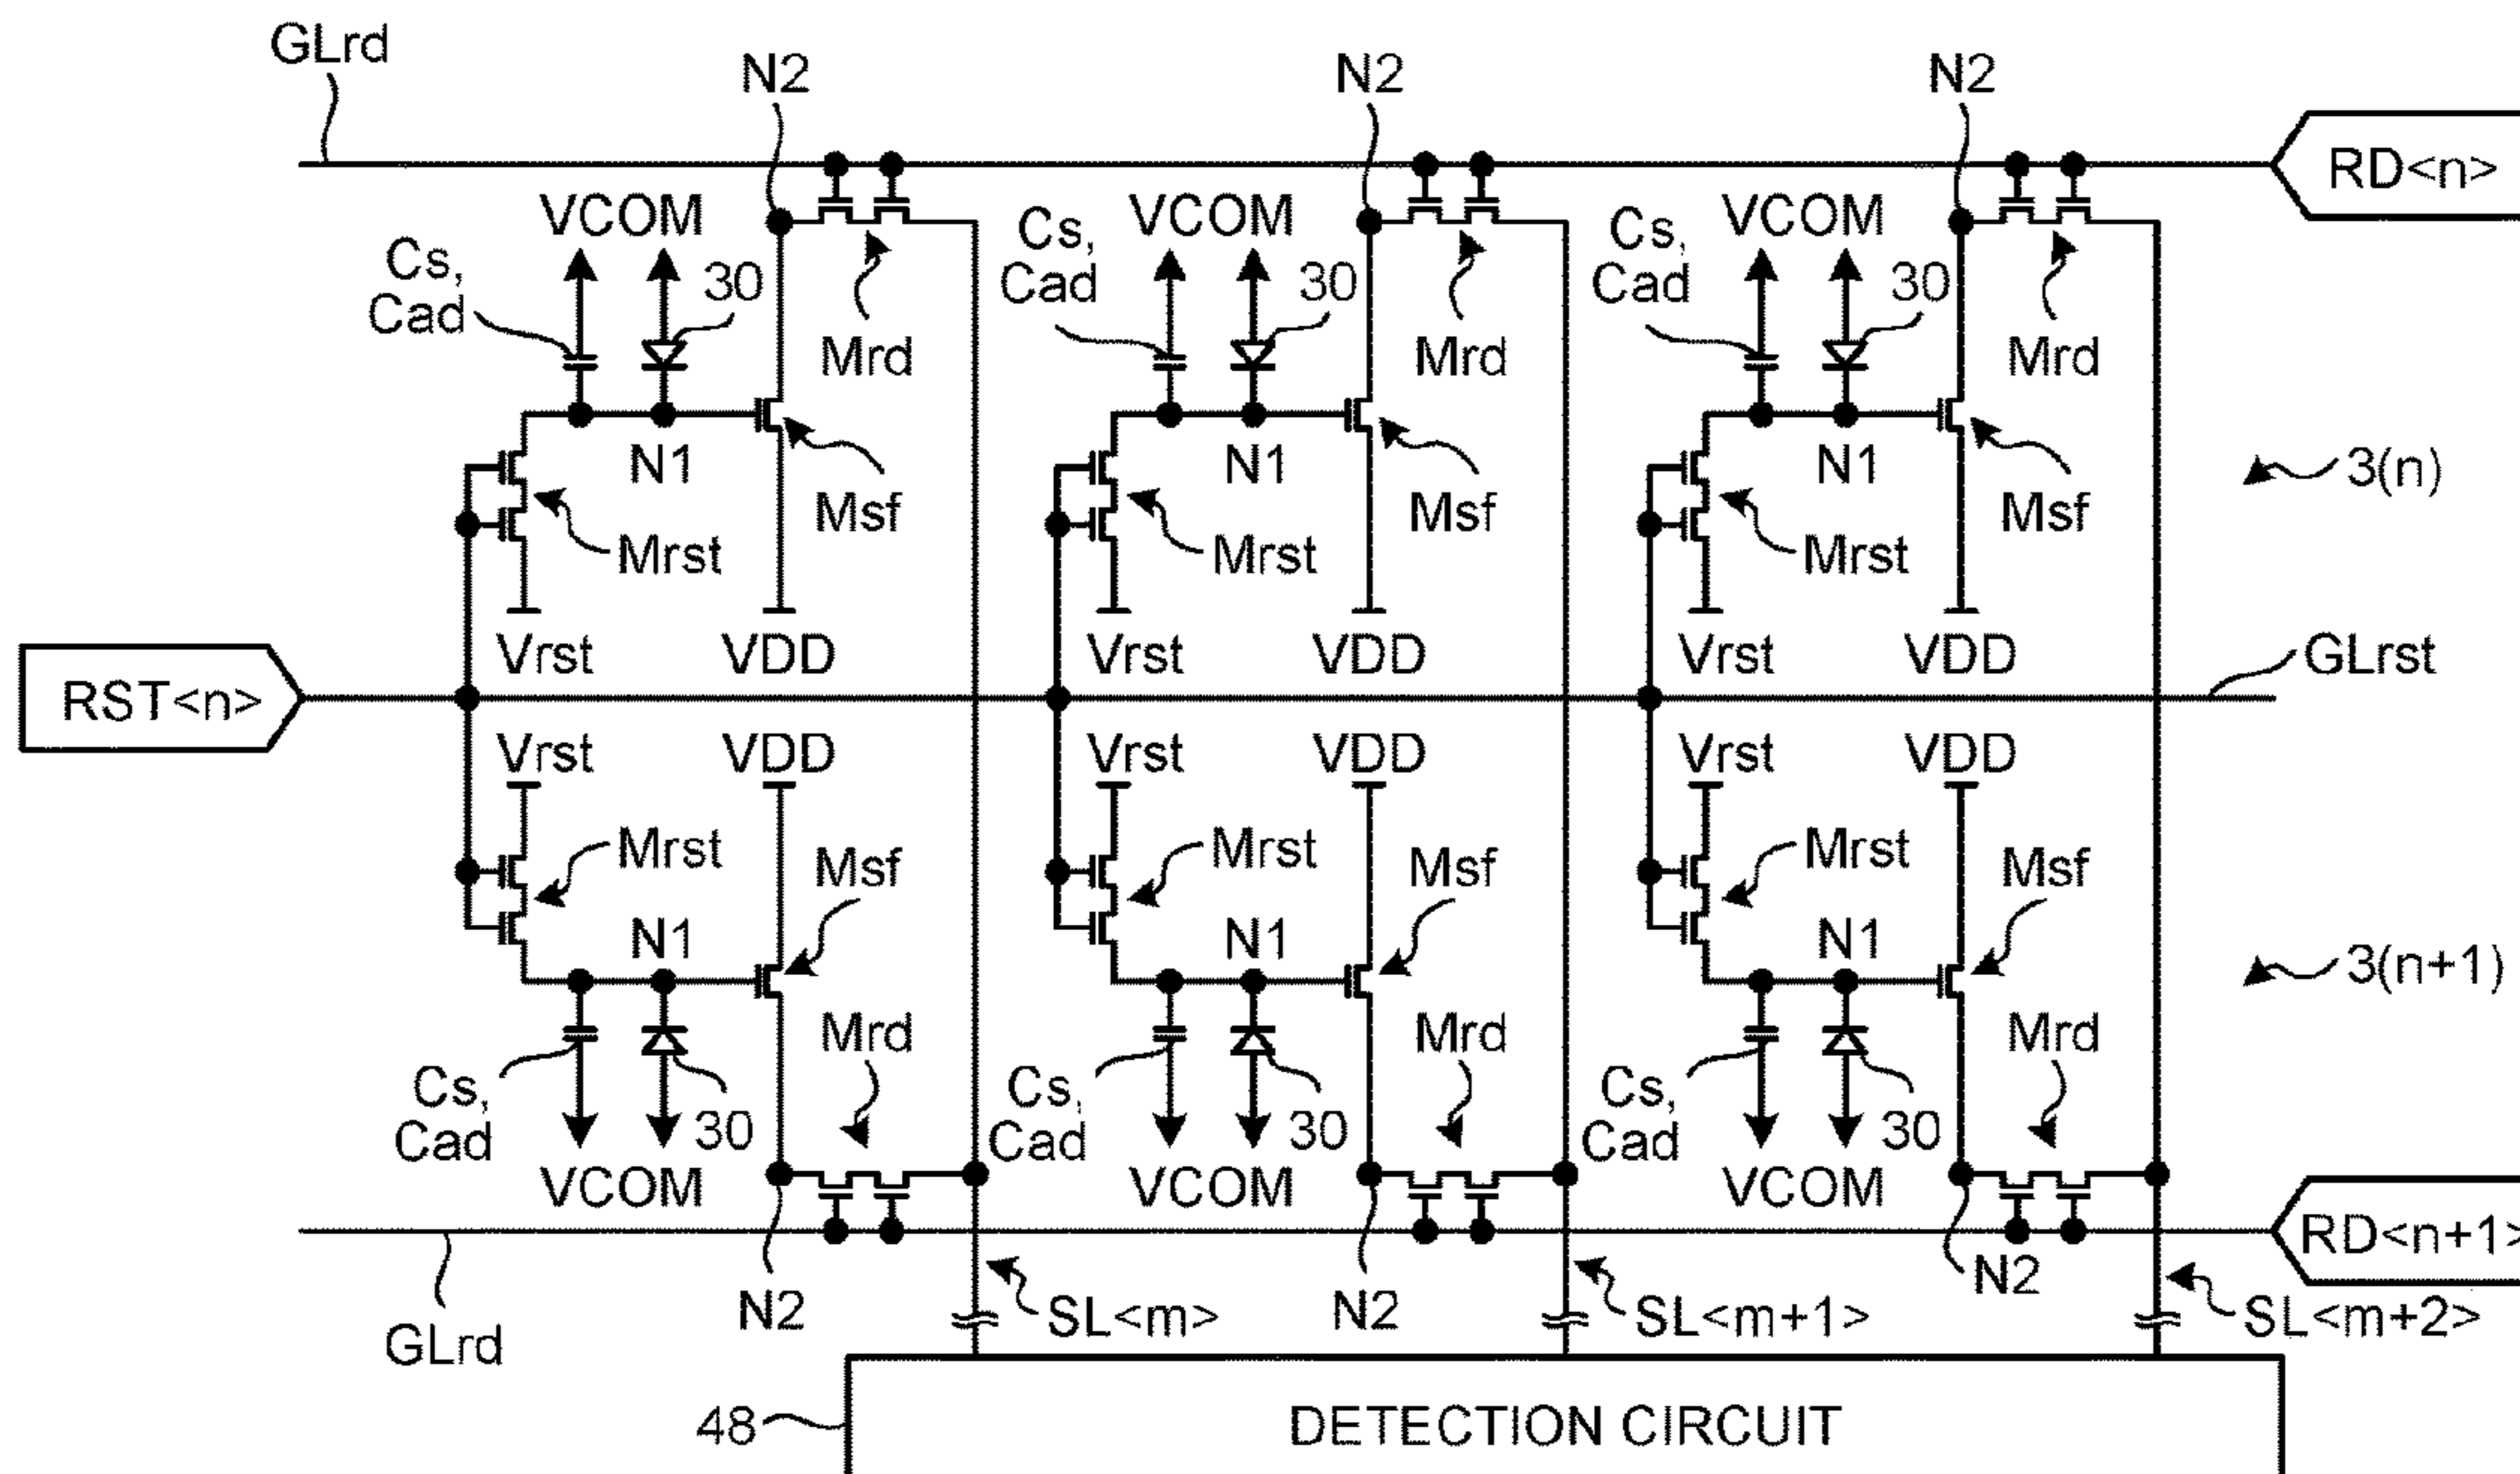 GLrd
N2 N2 N2
RD<n>
VCOM VCOM VCOM
Cs,
Cad
30
Cs,
Cad
30
Cs,
Cad
30
Mrd Mrd Mrd
N1 N1 N1
3(n)
Msf Msf Msf
Mrst Mrst Mrst
Vrst VDD Vrst VDD Vrst VDD
GLrst
RST<n>
Vrst VDD Vrst VDD Vrst VDD
Mrst Msf Mrst Msf Mrst Msf
N1 N1 N1
3(n+1)
Mrd Mrd Mrd
Cs,
Cad
30
Cs,
Cad
30
Cs,
Cad
30
VCOM VCOM VCOM
RD<n+1>
N2 N2 N2
GLrd
SL<m> SL<m+1> SL<m+2>
48
DETECTION CIRCUIT